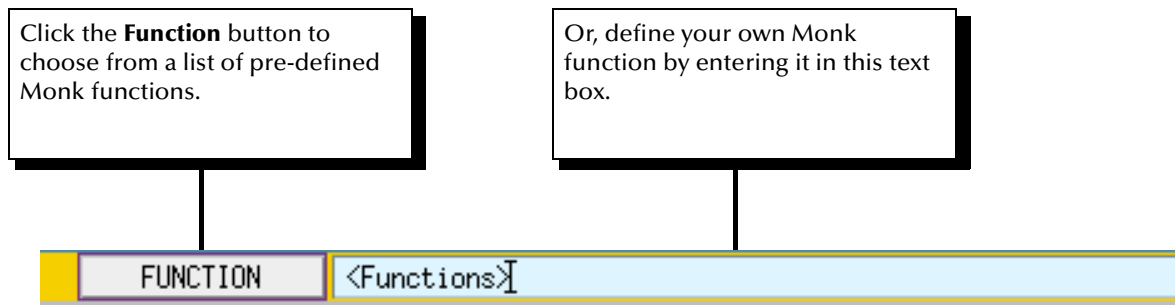 Click the Function button to
choose from a list of pre-defined
Monk functions.
Or, define your own Monk
function by entering it in this text
box.
FUNCTION
<Functions>